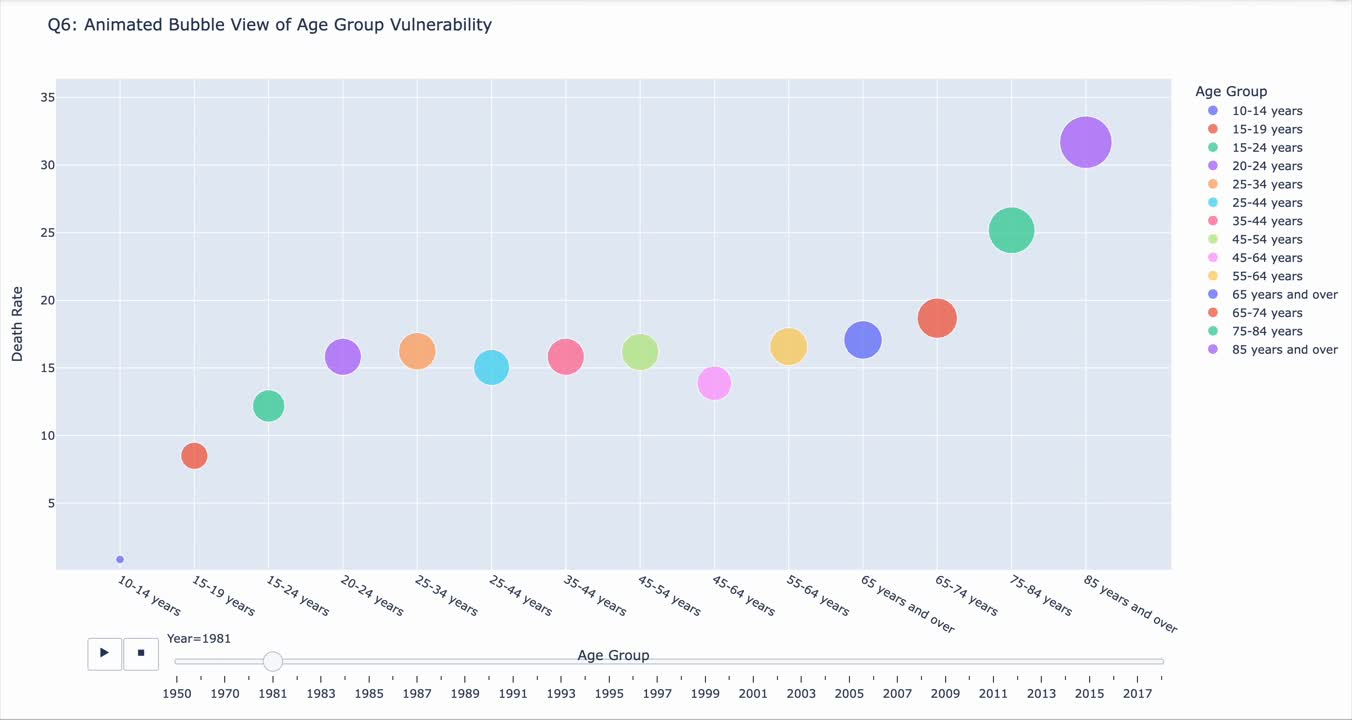 Q6: Animated Bubble View of Age Group Vulnerability
Death Rate
35
30
25
20
15
10
5
10-14 years
15-19 years
15-24 years
20-24 years
25-34 years
25-44 years
35-44 years
45-54 years
45-64 years
55-64 years
65 years and over
65-74 years
75-84 years
85 years and over
Age Group
Age Group
10-14 years
15-19 years
15-24 years
20-24 years
25-34 years
25-44 years
35-44 years
45-54 years
45-64 years
55-64 years
65 years and over
65-74 years
75-84 years
85 years and over
Year=1981
1950 1970 1981 1983 1985 1987 1989 1991 1993 1995 1997 1999 2001 2003 2005 2007 2009 2011 2013 2015 2017